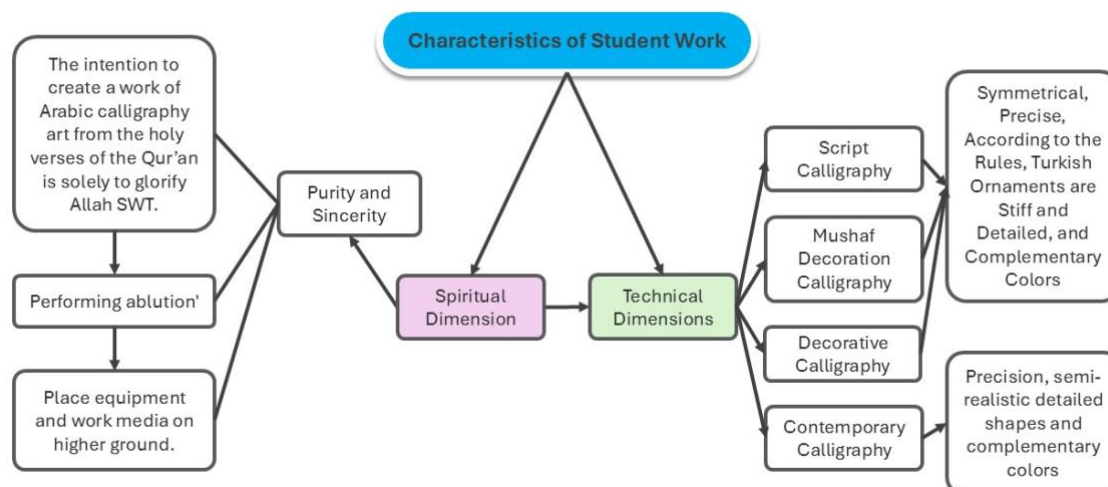 Characteristics of Student Work
The intention to
create a work of
Arabic calligraphy
art from the holy
verses of the Qur’an
is solely to glorify
Allah SWT.
Performing ablution'
Place equipment
and work media on
higher ground.
Purity and
Sincerity
Spiritual
Dimension
Technical
Dimensions
Script
Calligraphy
Mushaf
Decoration
Calligraphy
Decorative
Calligraphy
Contemporary
Calligraphy
Symmetrical,
Precise,
According to the
Rules, Turkish
Ornaments are
Stiff and
Detailed, and
Complementary
Colors
Precision, semi-
realistic detailed
shapes and
complementary
colors